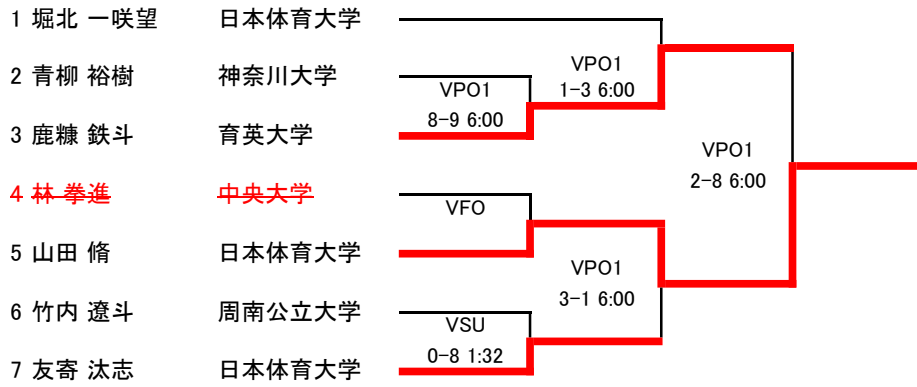 1 堀北 一咲望 日本体育大学
2 青柳 裕樹 神奈川大学
VPO1
8-9 6:00
VPO1
1-3 6:00
3 鹿糠 鉄斗 育英大学
VPO1
2-8 6:00
4 林 拳進 中央大学
VFO
5 山田 脩 日本体育大学
VPO1
3-1 6:00
6 竹内 遼斗 周南公立大学
VSU
0-8 1:32
7 友寄 汰志 日本体育大学